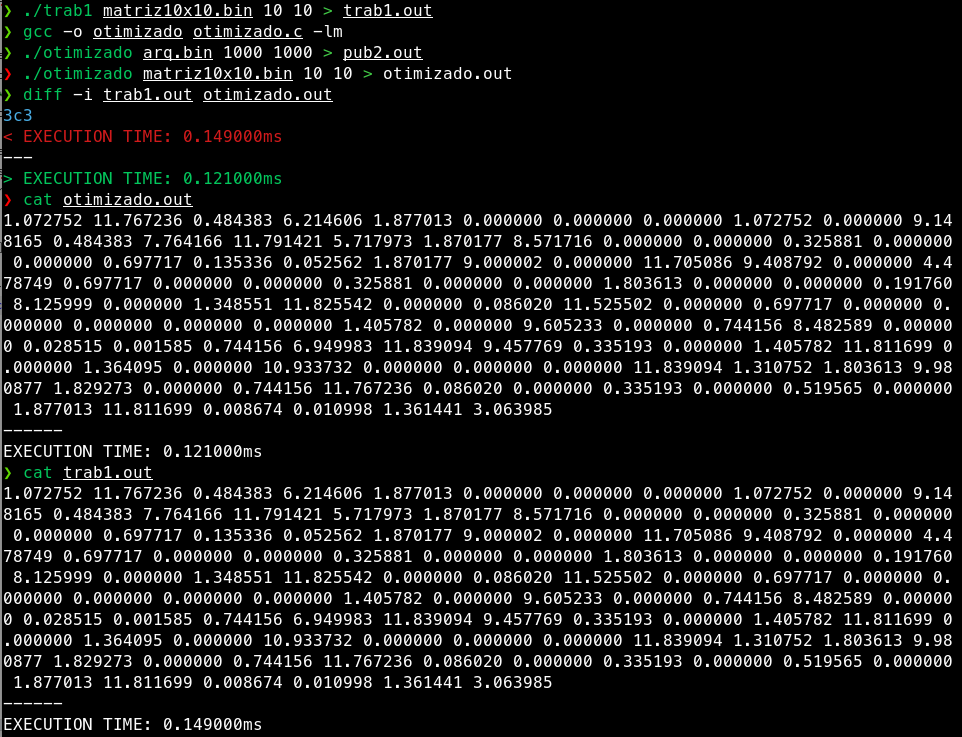 ❯ ./trab1 matriz10x10.bin 10 10 > trab1.out
❯ gcc -o otimizado otimizado.c -lm
❯ ./otimizado arq.bin 1000 1000 > pub2.out
❯ ./otimizado matriz10x10.bin 10 10 > otimizado.out
❯ diff -i trab1.out otimizado.out
3c3
< EXECUTION TIME: 0.149000ms
---
> EXECUTION TIME: 0.121000ms
❯ cat otimizado.out
1.072752 11.767236 0.484383 6.214606 1.877013 0.000000 0.000000 0.000000 1.072752 0.000000 9.14
8165 0.484383 7.764166 11.791421 5.717973 1.870177 8.571716 0.000000 0.000000 0.325881 0.000000
 0.000000 0.697717 0.135336 0.052562 1.870177 9.000002 0.000000 11.705086 9.408792 0.000000 4.4
78749 0.697717 0.000000 0.000000 0.325881 0.000000 0.000000 1.803613 0.000000 0.000000 0.191760
 8.125999 0.000000 1.348551 11.825542 0.000000 0.086020 11.525502 0.000000 0.697717 0.000000 0.
000000 0.000000 0.000000 0.000000 1.405782 0.000000 9.605233 0.000000 0.744156 8.482589 0.00000
0 0.028515 0.001585 0.744156 6.949983 11.839094 9.457769 0.335193 0.000000 1.405782 11.811699 0
.000000 1.364095 0.000000 10.933732 0.000000 0.000000 0.000000 11.839094 1.310752 1.803613 9.98
0877 1.829273 0.000000 0.744156 11.767236 0.086020 0.000000 0.335193 0.000000 0.519565 0.000000
 1.877013 11.811699 0.008674 0.010998 1.361441 3.063985
------
EXECUTION TIME: 0.121000ms
❯ cat trab1.out
1.072752 11.767236 0.484383 6.214606 1.877013 0.000000 0.000000 0.000000 1.072752 0.000000 9.14
8165 0.484383 7.764166 11.791421 5.717973 1.870177 8.571716 0.000000 0.000000 0.325881 0.000000
 0.000000 0.697717 0.135336 0.052562 1.870177 9.000002 0.000000 11.705086 9.408792 0.000000 4.4
78749 0.697717 0.000000 0.000000 0.325881 0.000000 0.000000 1.803613 0.000000 0.000000 0.191760
 8.125999 0.000000 1.348551 11.825542 0.000000 0.086020 11.525502 0.000000 0.697717 0.000000 0.
000000 0.000000 0.000000 0.000000 1.405782 0.000000 9.605233 0.000000 0.744156 8.482589 0.00000
0 0.028515 0.001585 0.744156 6.949983 11.839094 9.457769 0.335193 0.000000 1.405782 11.811699 0
.000000 1.364095 0.000000 10.933732 0.000000 0.000000 0.000000 11.839094 1.310752 1.803613 9.98
0877 1.829273 0.000000 0.744156 11.767236 0.086020 0.000000 0.335193 0.000000 0.519565 0.000000
 1.877013 11.811699 0.008674 0.010998 1.361441 3.063985
------
EXECUTION TIME: 0.149000ms